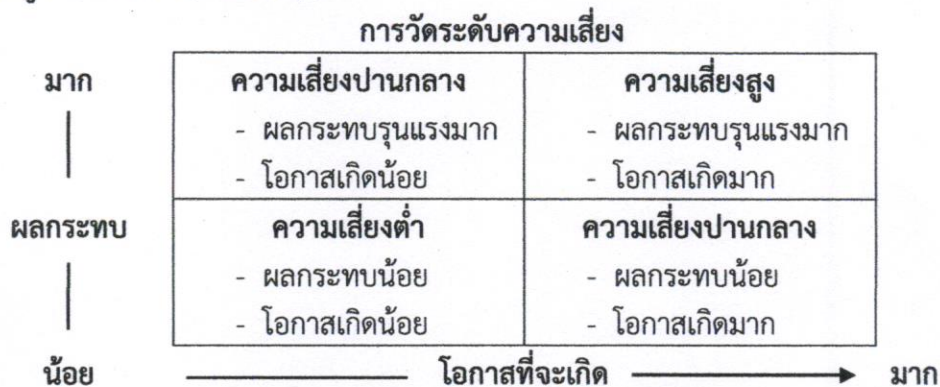 การวัดระดับความเสี่ยง
มาก ความเสี่ยงปานกลาง ความเสี่ยงสูง
- ผลกระทบรุนแรงมาก - ผลกระทบรุนแรงมาก
- โอกาสเกิดน้อย - โอกาสเกิดมาก
ผลกระทบ ความเสี่ยงต่ำ ความเสี่ยงปานกลาง
- ผลกระทบน้อย - ผลกระทบน้อย
- โอกาสเกิดน้อย - โอกาสเกิดมาก
น้อย โอกาสที่จะเกิด มาก